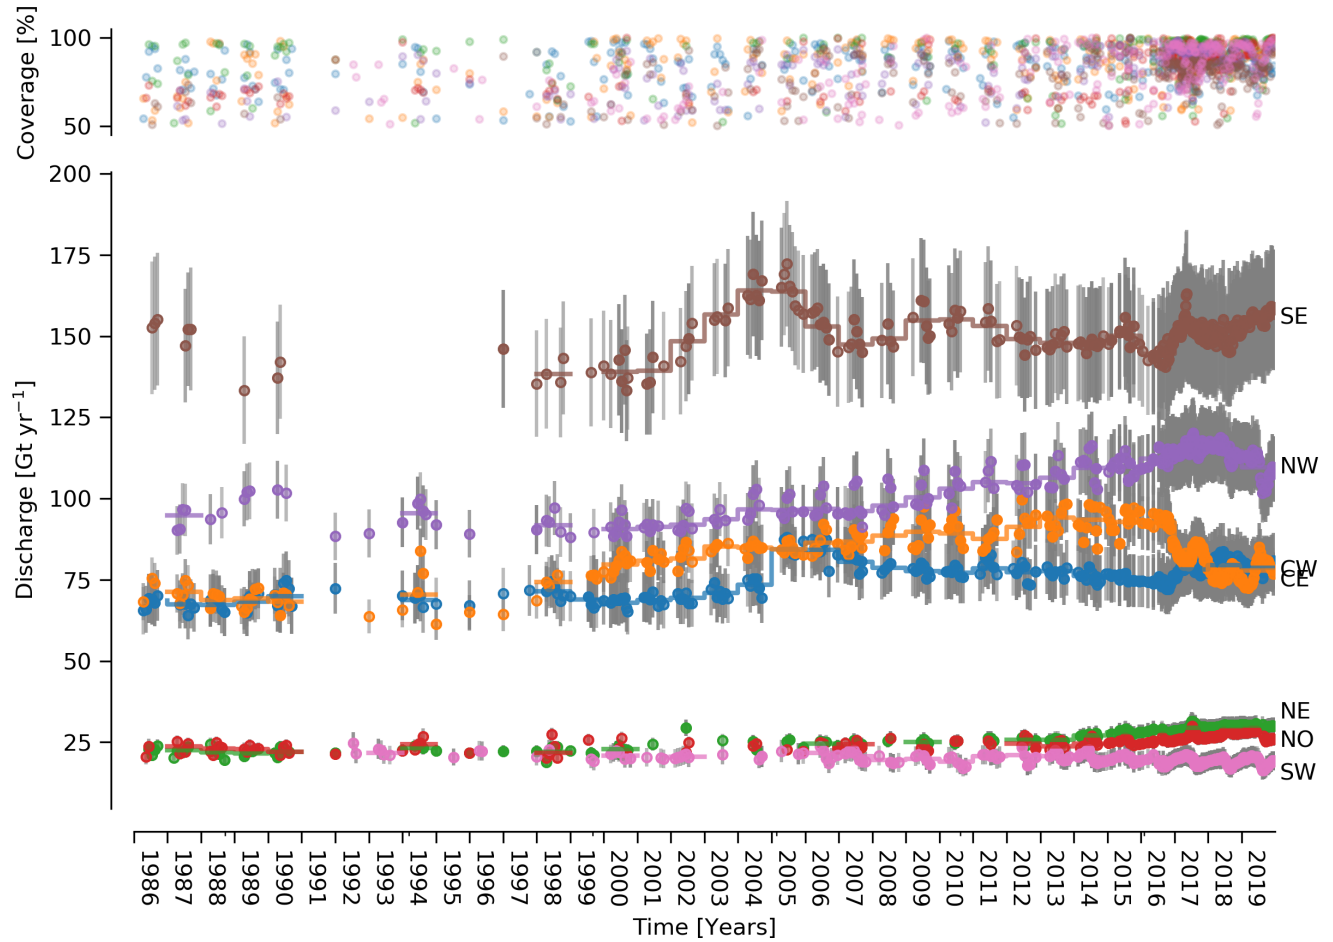 Coverage [%]
100
50
Discharge [Gt yr⁻¹]
200
175
150
125
100
75
50
25
SE
NW
CW
CE
NE
NO
SW
1986 1987 1988 1989 1990 1991 1992 1993 1994 1995 1996 1997 1998 1999 2000 2001 2002 2003 2004 2005 2006 2007 2008 2009 2010 2011 2012 2013 2014 2015 2016 2017 2018 2019
Time [Years]